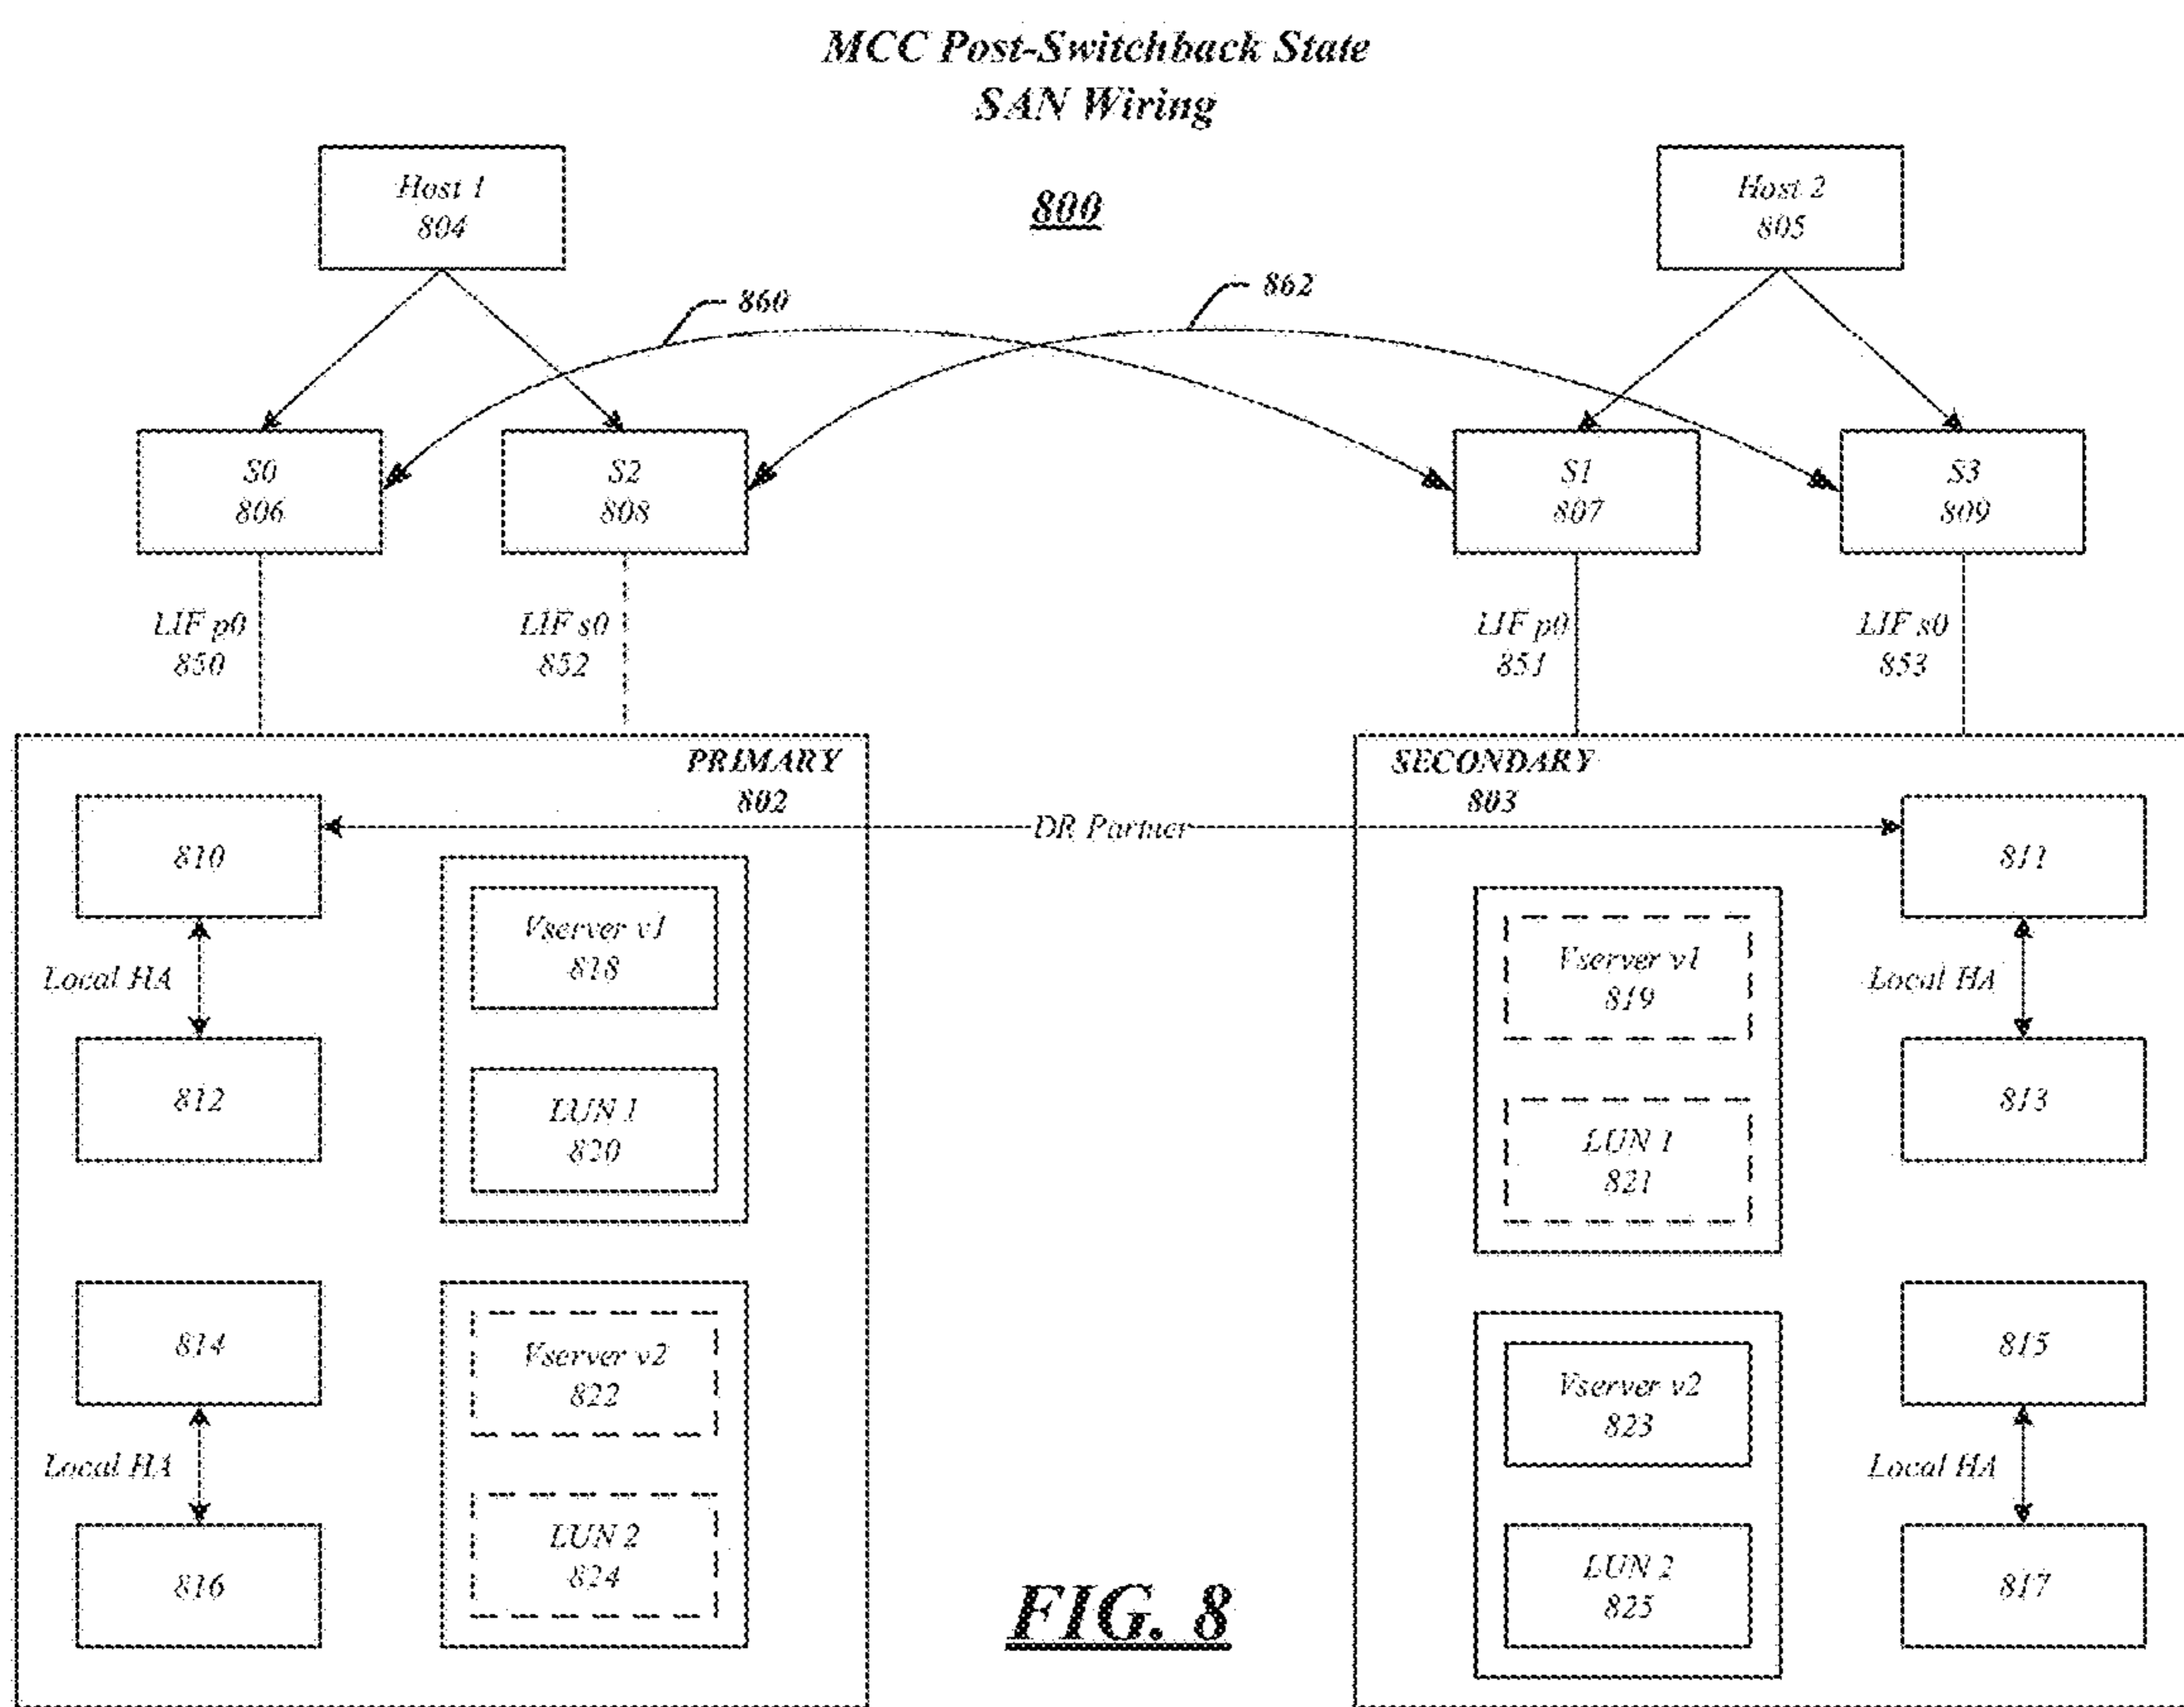 MCC Post-Switchback State
SAN Wiring
800
Host 1
804
Host 2
805
860
862
S0
806
S2
808
S1
807
S3
809
LIF p0
850
LIF s0
852
LIF p0
851
LIF s0
853
PRIMARY
802
SECONDARY
803
DR Partner
810
Local HA
812
814
Local HA
816
Vserver v1
818
LUN 1
820
Vserver v2
822
LUN 2
824
Vserver v1
819
LUN 1
821
Vserver v2
823
LUN 2
825
811
Local HA
813
815
Local HA
817
FIG. 8